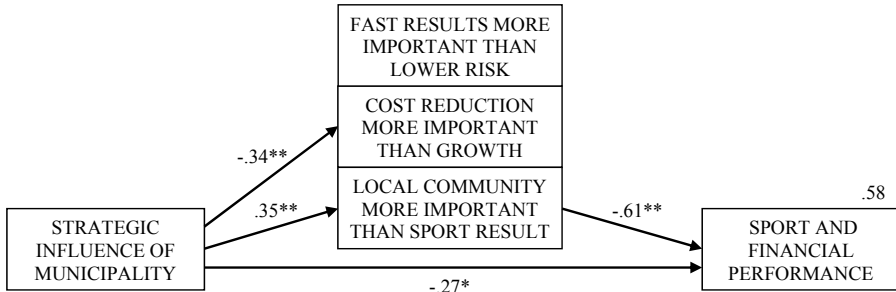 FAST RESULTS MORE
IMPORTANT THAN
LOWER RISK
COST REDUCTION
MORE IMPORTANT
THAN GROWTH
-.34**
LOCAL COMMUNITY
MORE IMPORTANT
THAN SPORT RESULT
.35**
-.61**
.58
STRATEGIC
INFLUENCE OF
MUNICIPALITY
SPORT AND
FINANCIAL
PERFORMANCE
-.27*